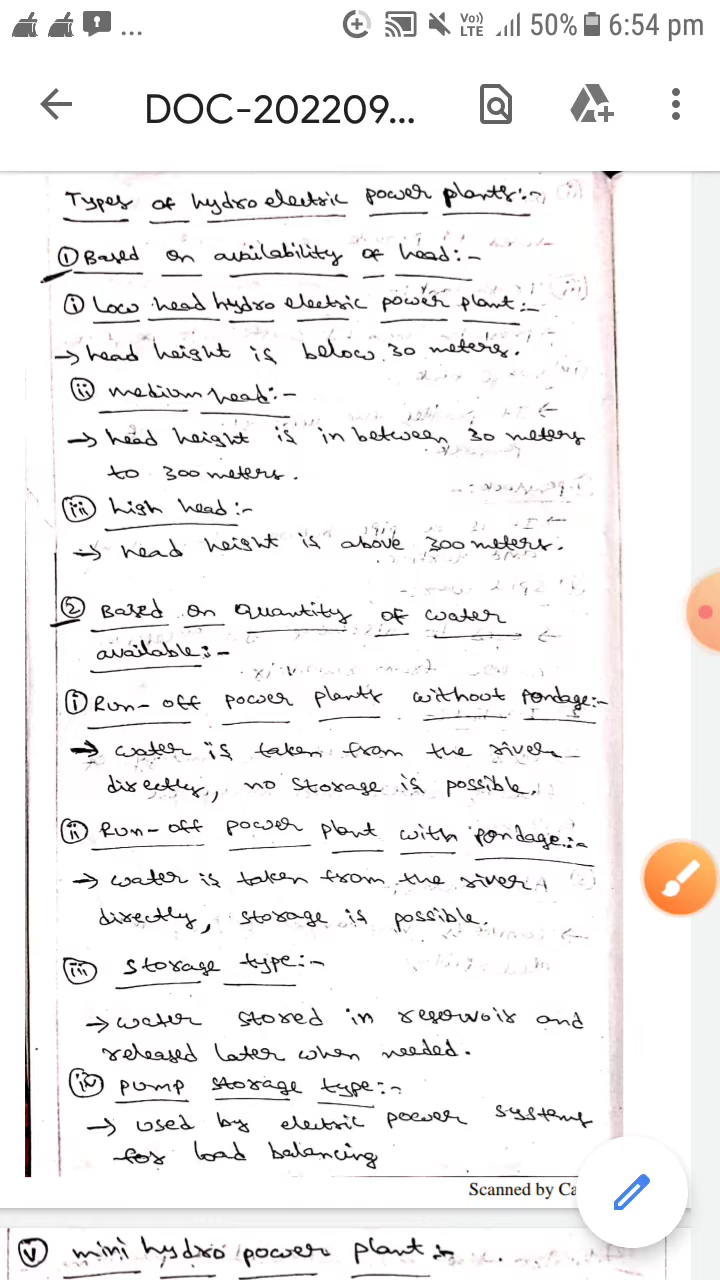 ... Vo)) LTE 50% 6:54 pm
DOC-202209...
Types of hydro electric power plants:-
① Based on availability of head:-
ⓘ Low head hydro electric power plant:-
→ head height is below 30 meters.
ⓘⓘ medium head:-
→ head height is in between 30 meters
to 300 meters.
(iii) high head:-
→ head height is above 300 meters.
② Based on quantity of water
available:-
(i) Run-off power plants without pondage:-
→ water is taken from the river
directly, no storage is possible.
(ii) Run-off power plant with pondage:-
→ water is taken from the river
directly, storage is possible.
(iii) storage type:-
→ water stored in reservoir and
released later when needed.
(iv) pump storage type:-
→ used by electric power systems
for load balancing
Scanned by Ca
(v) mini hydro power plant:-